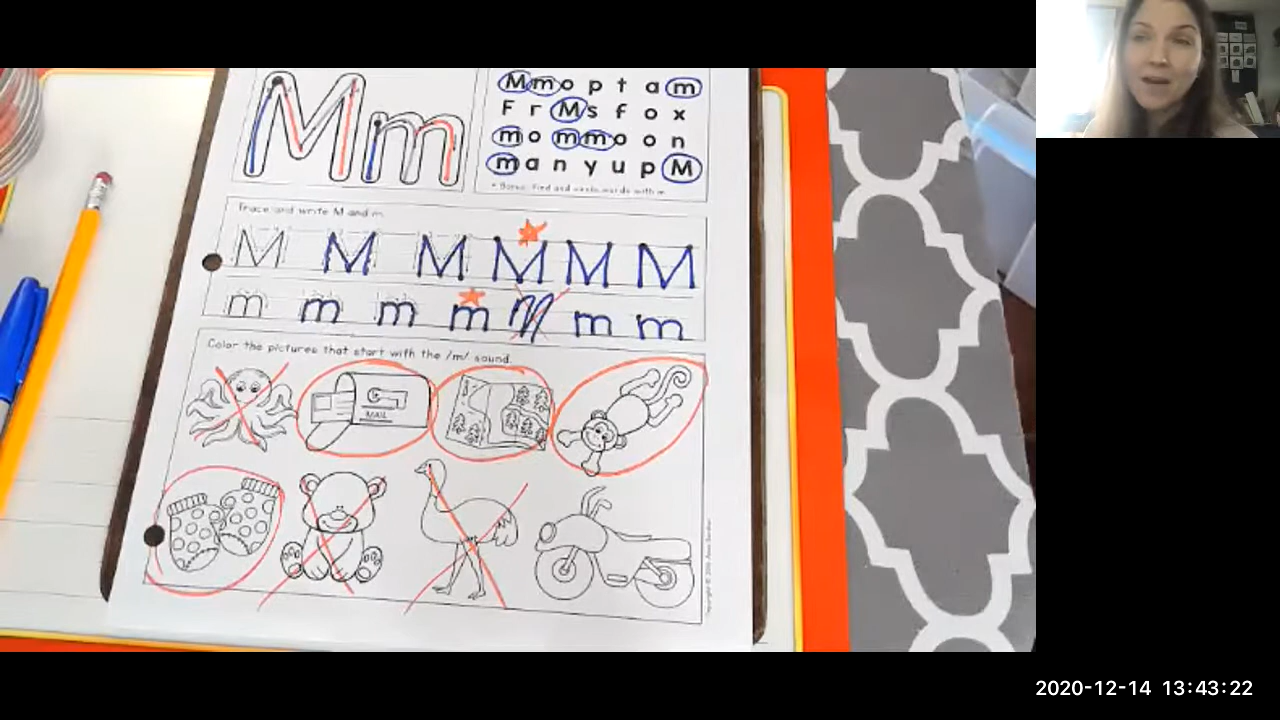 Mm
M m o p t a m
F r M s f o x
m o m m o o n
m a n y u p M
* Bonus: Find and circle words with m.
Trace and write M and m.
M M M M M M
m m m m m m
Color the pictures that start with the /m/ sound.
MAIL
2020-12-14 13:43:22